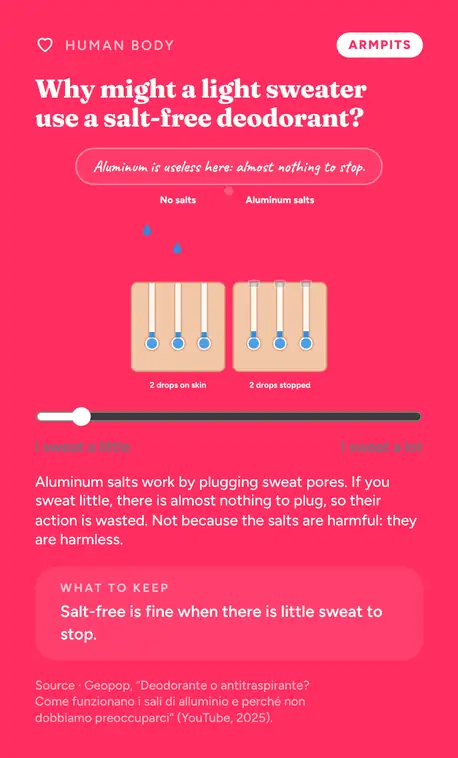 HUMAN BODY
ARMPITS
Why might a light sweater
use a salt-free deodorant?
Aluminum is useless here: almost nothing to stop.
No salts
Aluminum salts
2 drops on skin
2 drops stopped
I sweat a little
I sweat a lot
Aluminum salts work by plugging sweat pores. If you
sweat little, there is almost nothing to plug, so their
action is wasted. Not because the salts are harmful: they
are harmless.
WHAT TO KEEP
Salt-free is fine when there is little sweat to
stop.
Source · Geopop, “Deodorante o antitraspirante?
Come funzionano i sali di alluminio e perché non
dobbiamo preoccuparci” (YouTube, 2025).